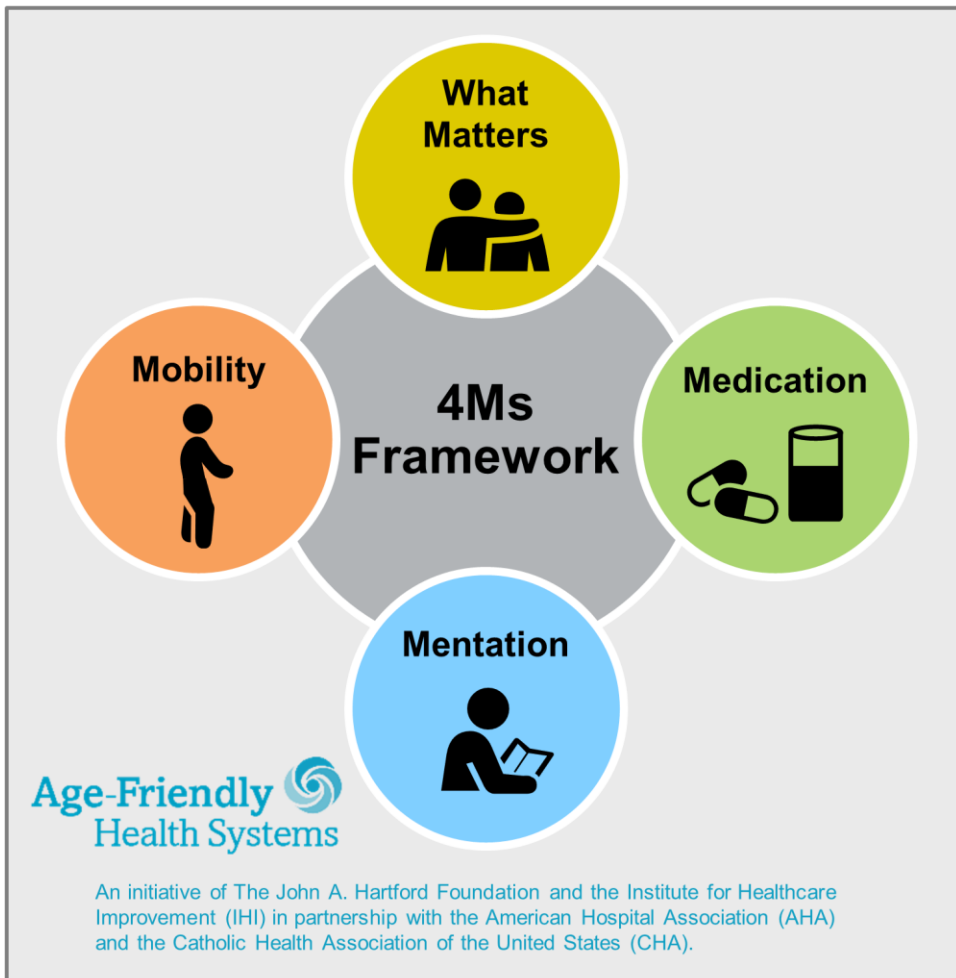 What
Matters
Mobility
4Ms
Framework
Medication
Mentation
Age-Friendly
Health Systems
An initiative of The John A. Hartford Foundation and the Institute for Healthcare
Improvement (IHI) in partnership with the American Hospital Association (AHA)
and the Catholic Health Association of the United States (CHA).